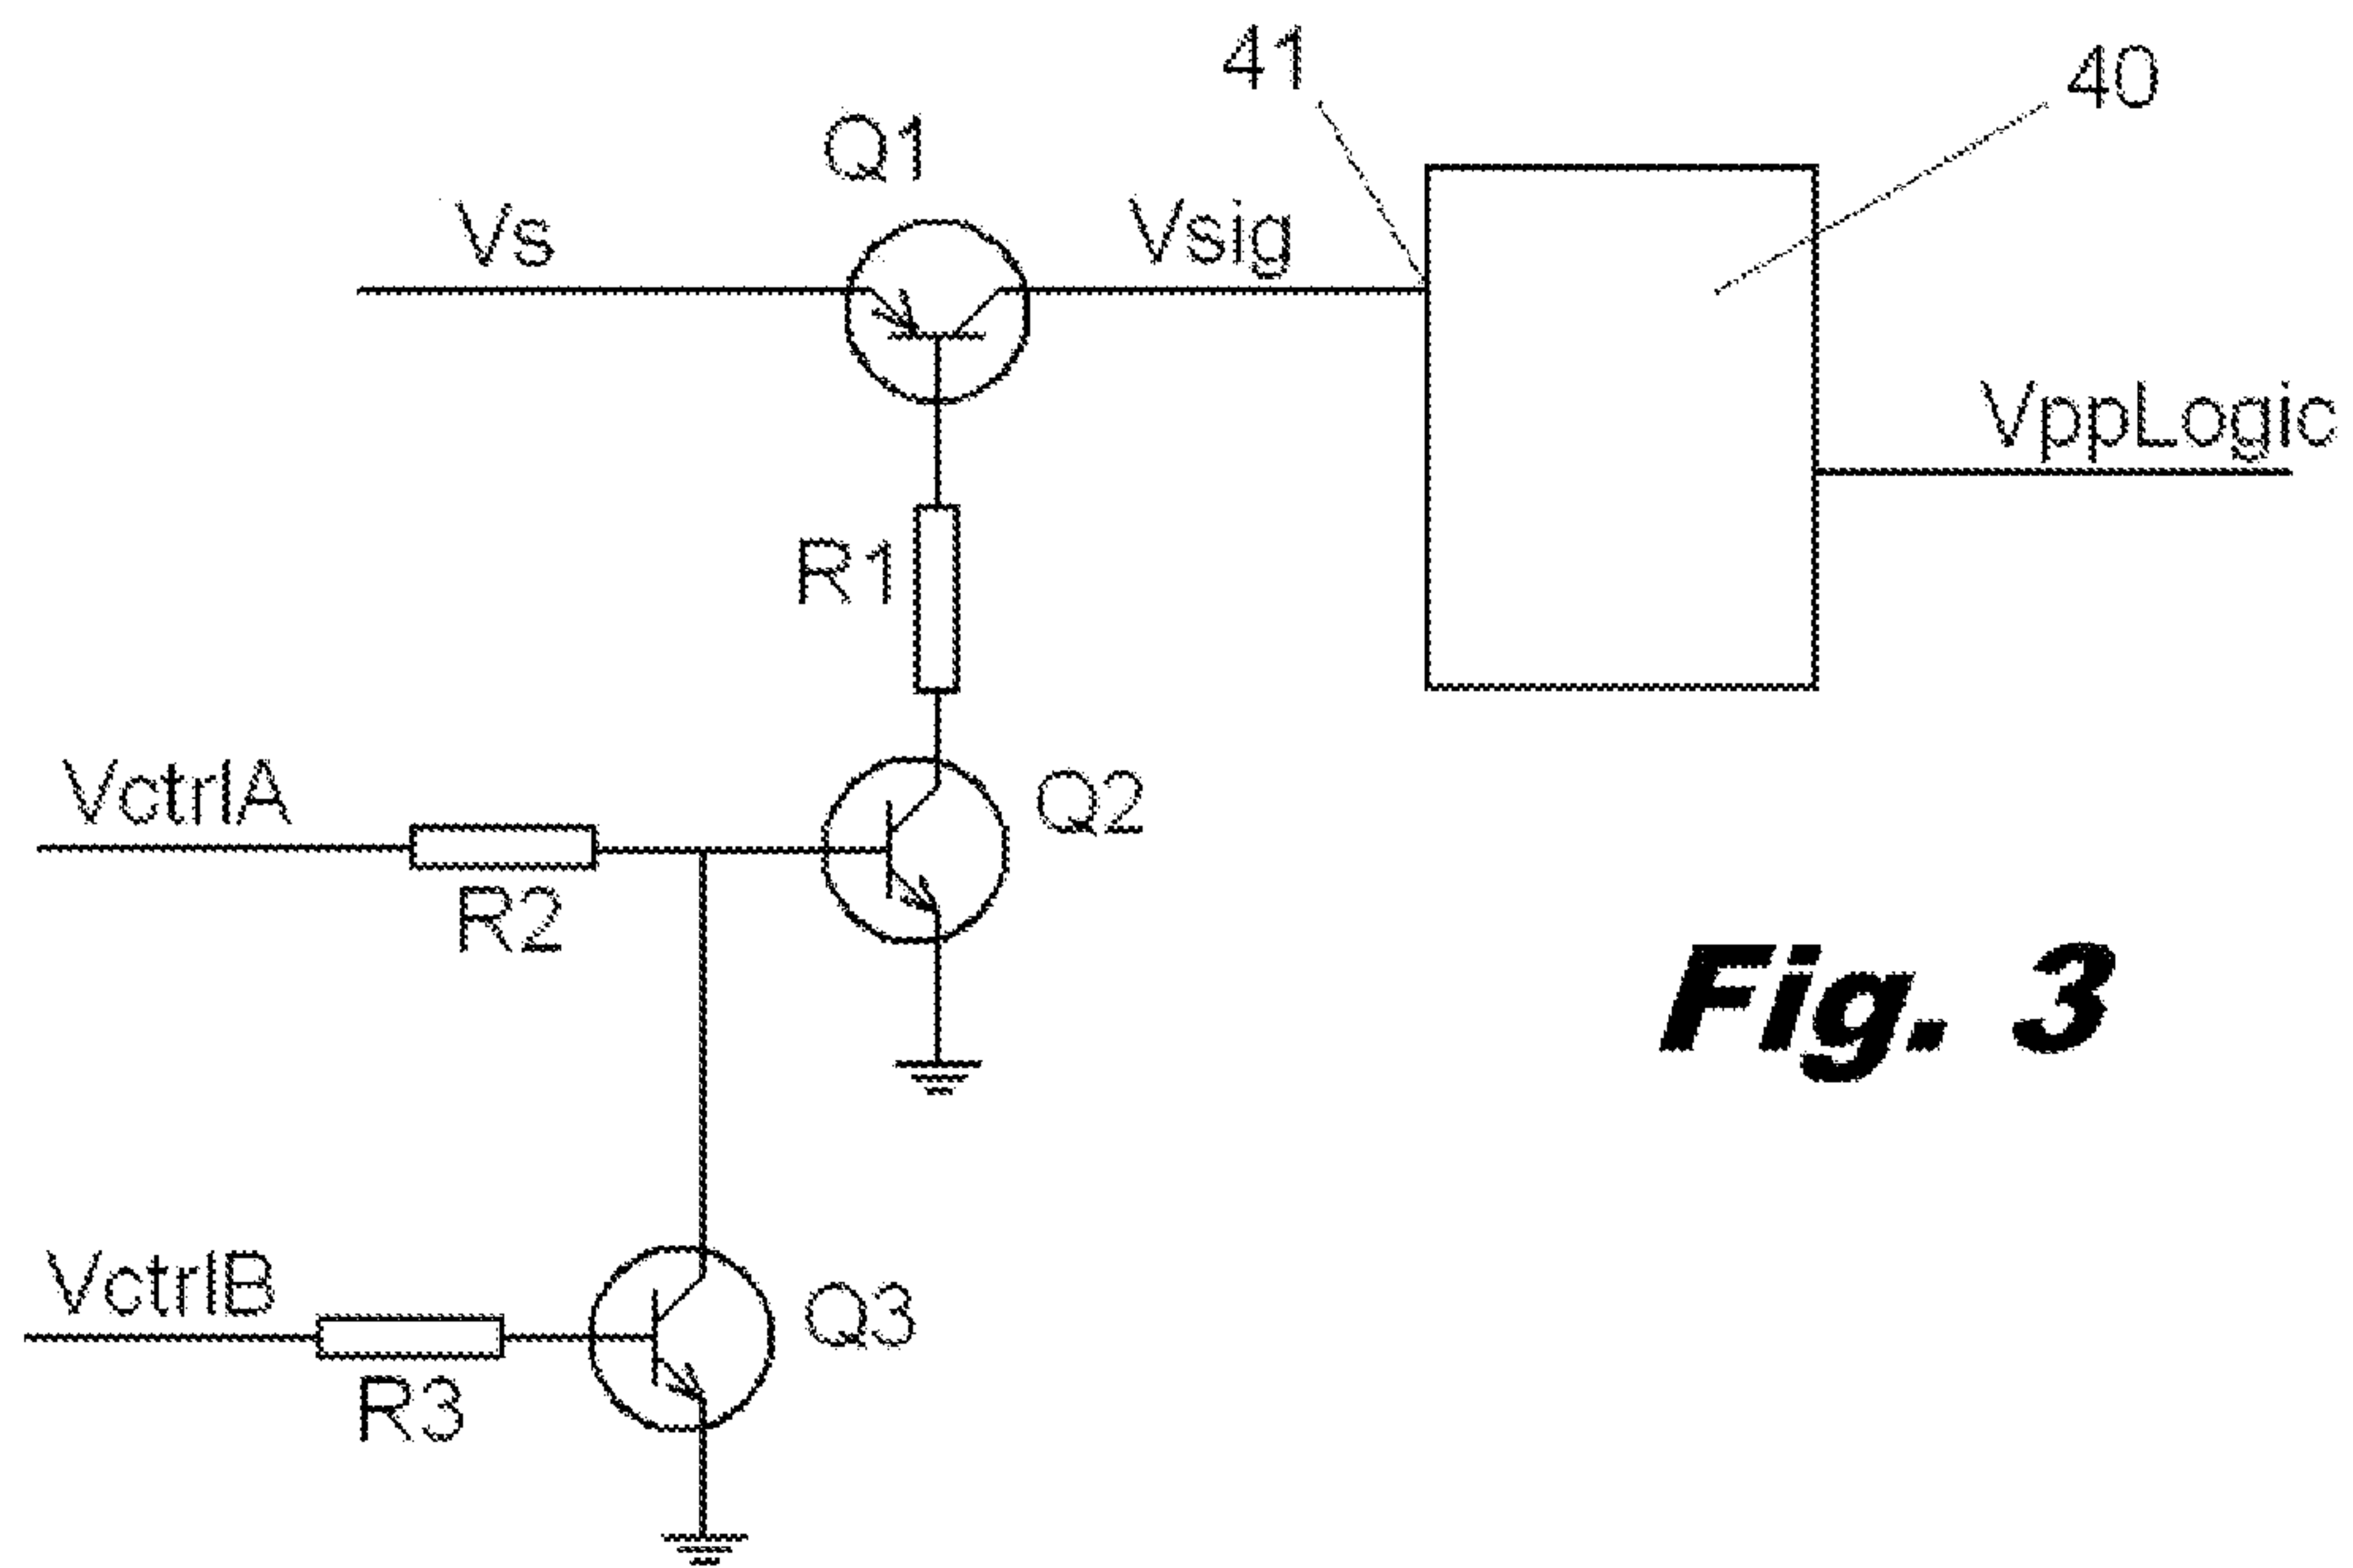 41
40
Q1
Vs
Vsig
VppLogic
R1
VctrlA
Q2
R2
Fig. 3
VctrlB
Q3
R3